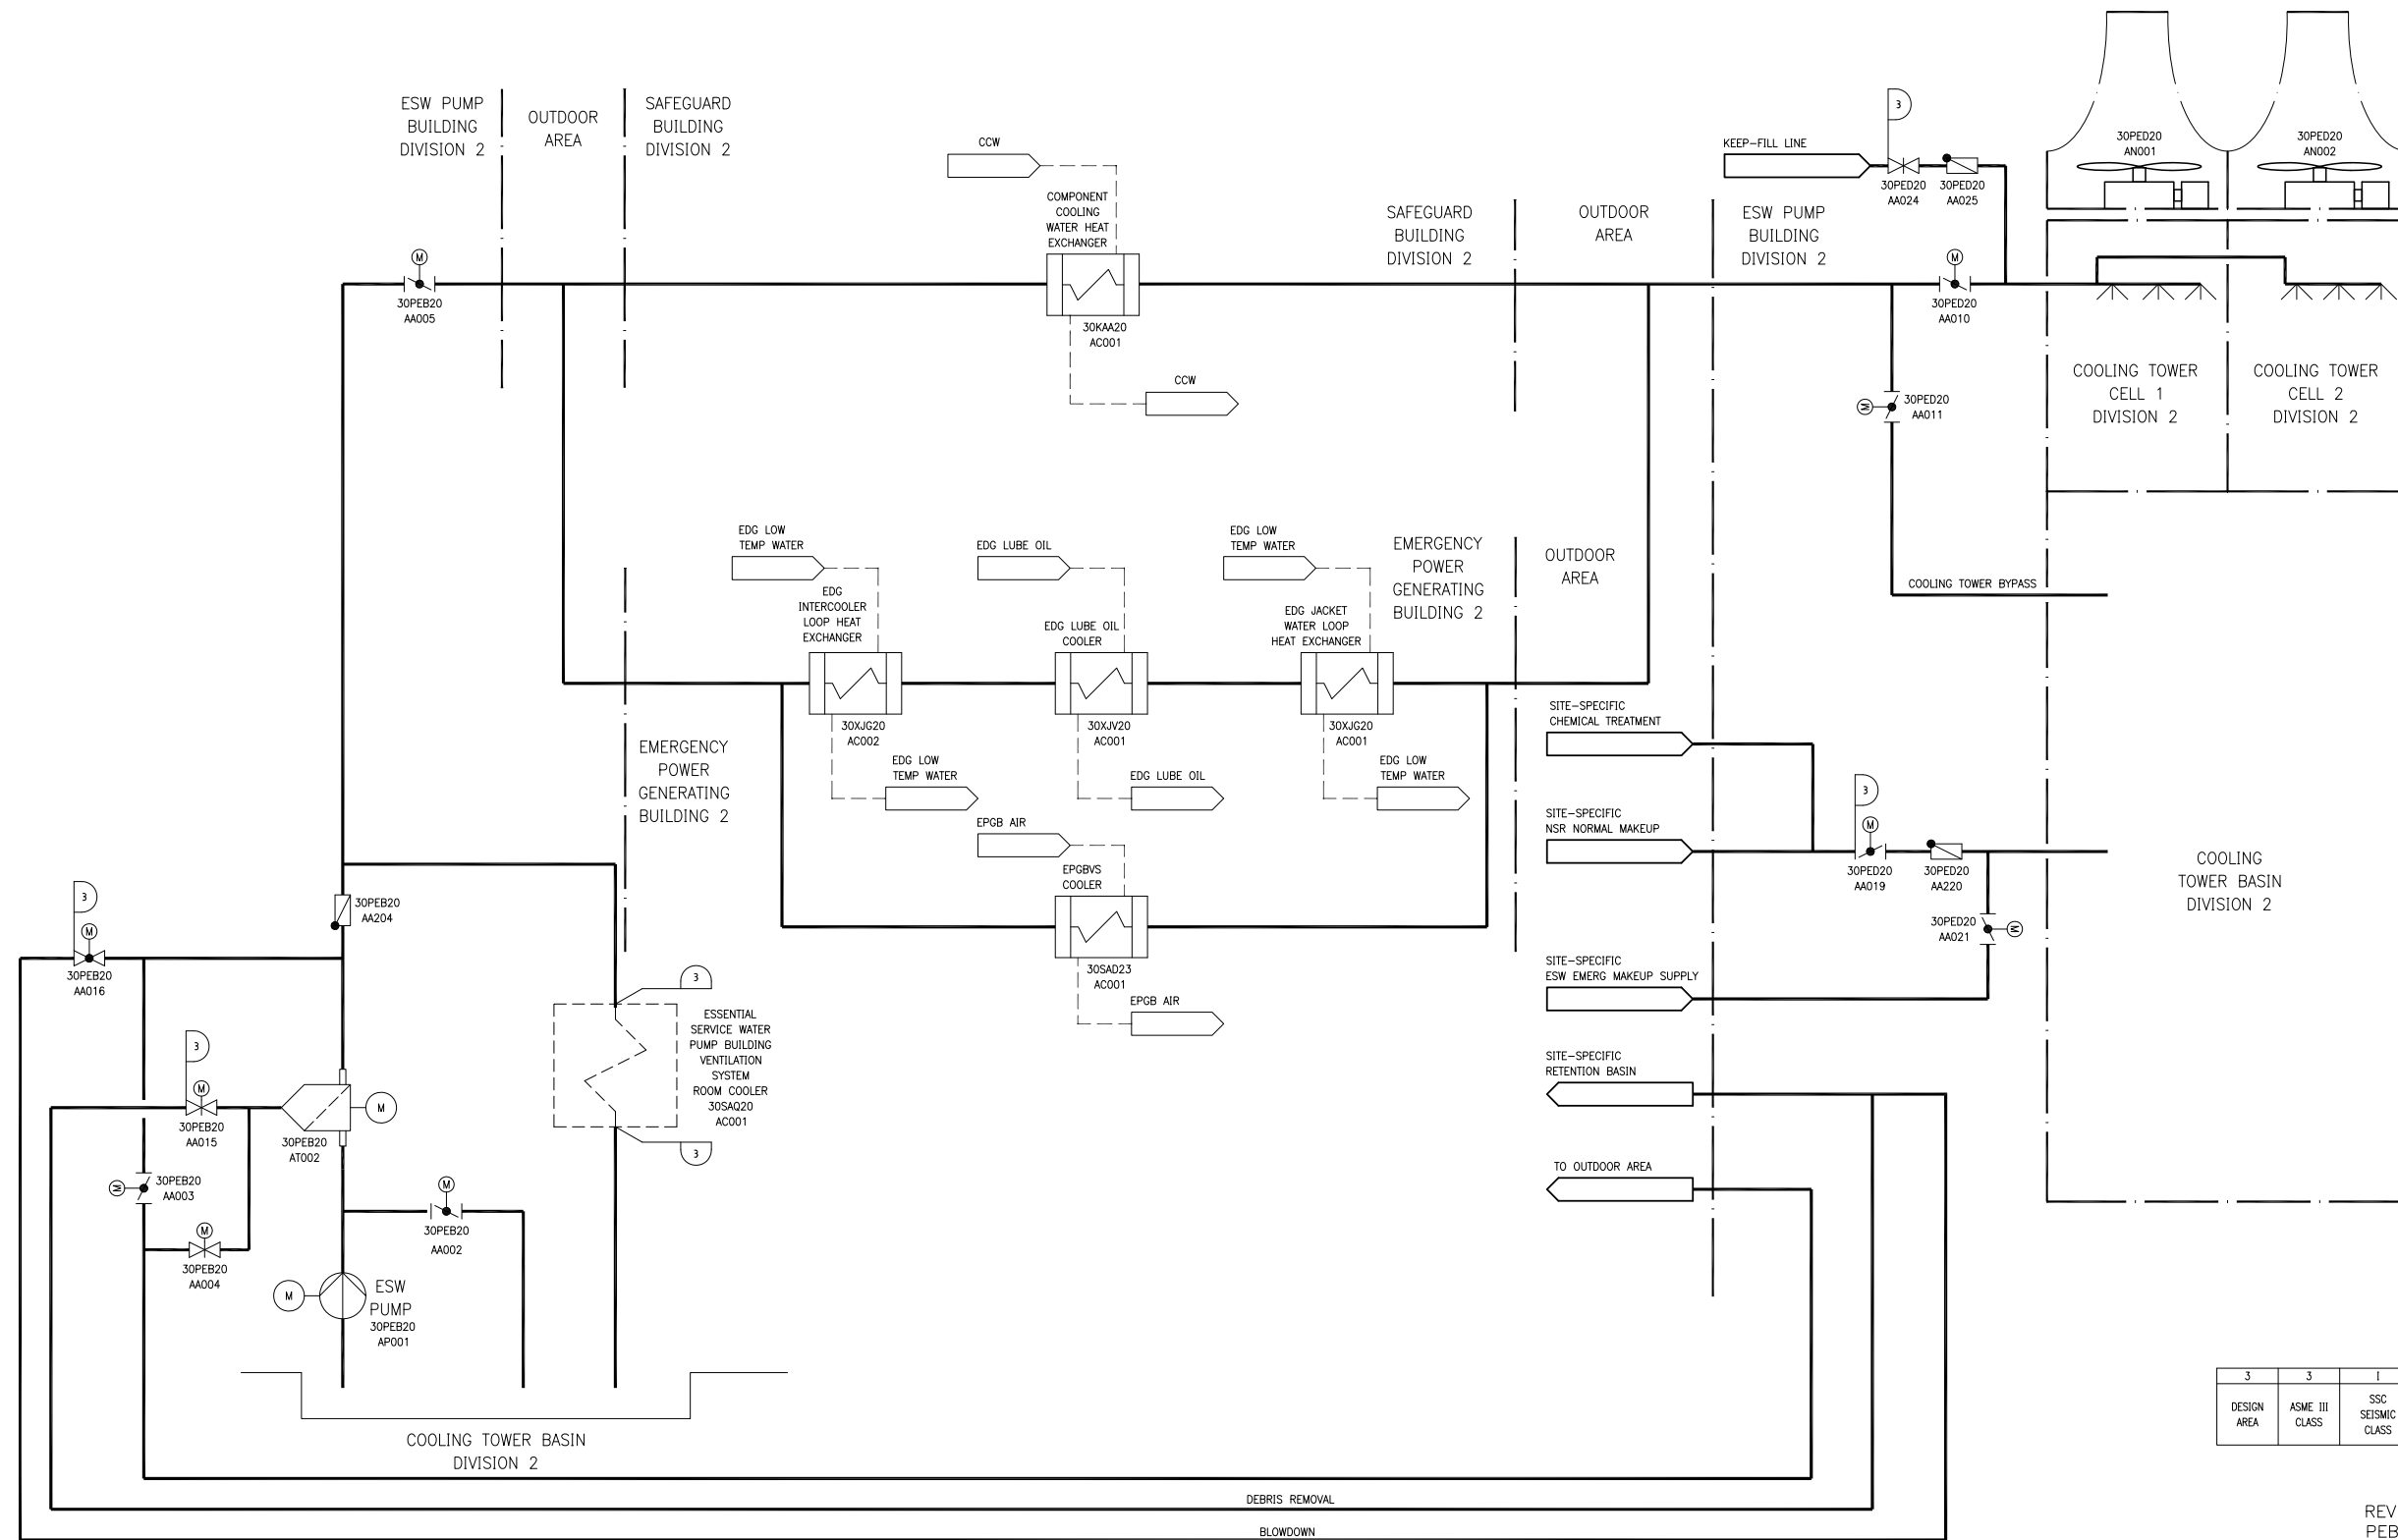 ESW PUMP
BUILDING
DIVISION 2
OUTDOOR
AREA
SAFEGUARD
BUILDING
DIVISION 2
CCW
COMPONENT
COOLING
WATER HEAT
EXCHANGER
30KAA20
AC001
CCW
SAFEGUARD
BUILDING
DIVISION 2
OUTDOOR
AREA
ESW PUMP
BUILDING
DIVISION 2
KEEP-FILL LINE
3
30PED20
AA024
30PED20
AA025
30PED20
AN001
30PED20
AN002
M
30PEB20
AA005
M
30PED20
AA010
M
30PED20
AA011
COOLING TOWER
CELL 1
DIVISION 2
COOLING TOWER
CELL 2
DIVISION 2
COOLING TOWER BYPASS
EDG LOW
TEMP WATER
EDG
INTERCOOLER
LOOP HEAT
EXCHANGER
30XJG20
AC002
EDG LOW
TEMP WATER
EDG LUBE OIL
EDG LUBE OIL
COOLER
30XJV20
AC001
EDG LUBE OIL
EDG LOW
TEMP WATER
EDG JACKET
WATER LOOP
HEAT EXCHANGER
30XJG20
AC001
EDG LOW
TEMP WATER
EMERGENCY
POWER
GENERATING
BUILDING 2
OUTDOOR
AREA
EMERGENCY
POWER
GENERATING
BUILDING 2
EPGB AIR
EPGBVS
COOLER
30SAD23
AC001
EPGB AIR
SITE-SPECIFIC
CHEMICAL TREATMENT
SITE-SPECIFIC
NSR NORMAL MAKEUP
3
M
30PED20
AA019
30PED20
AA220
30PED20
AA021
M
SITE-SPECIFIC
ESW EMERG MAKEUP SUPPLY
COOLING
TOWER BASIN
DIVISION 2
SITE-SPECIFIC
RETENTION BASIN
TO OUTDOOR AREA
30PEB20
AA204
3
M
30PEB20
AA016
3
M
30PEB20
AA015
30PEB20
AT002
M
M
30PEB20
AA003
M
30PEB20
AA004
M
30PEB20
AA002
M
ESW
PUMP
30PEB20
AP001
3
ESSENTIAL
SERVICE WATER
PUMP BUILDING
VENTILATION
SYSTEM
ROOM COOLER
30SAQ20
AC001
3
COOLING TOWER BASIN
DIVISION 2
DEBRIS REMOVAL
BLOWDOWN
3 3 I
DESIGN
AREA
ASME III
CLASS
SSC
SEISMIC
CLASS
REV
PEB